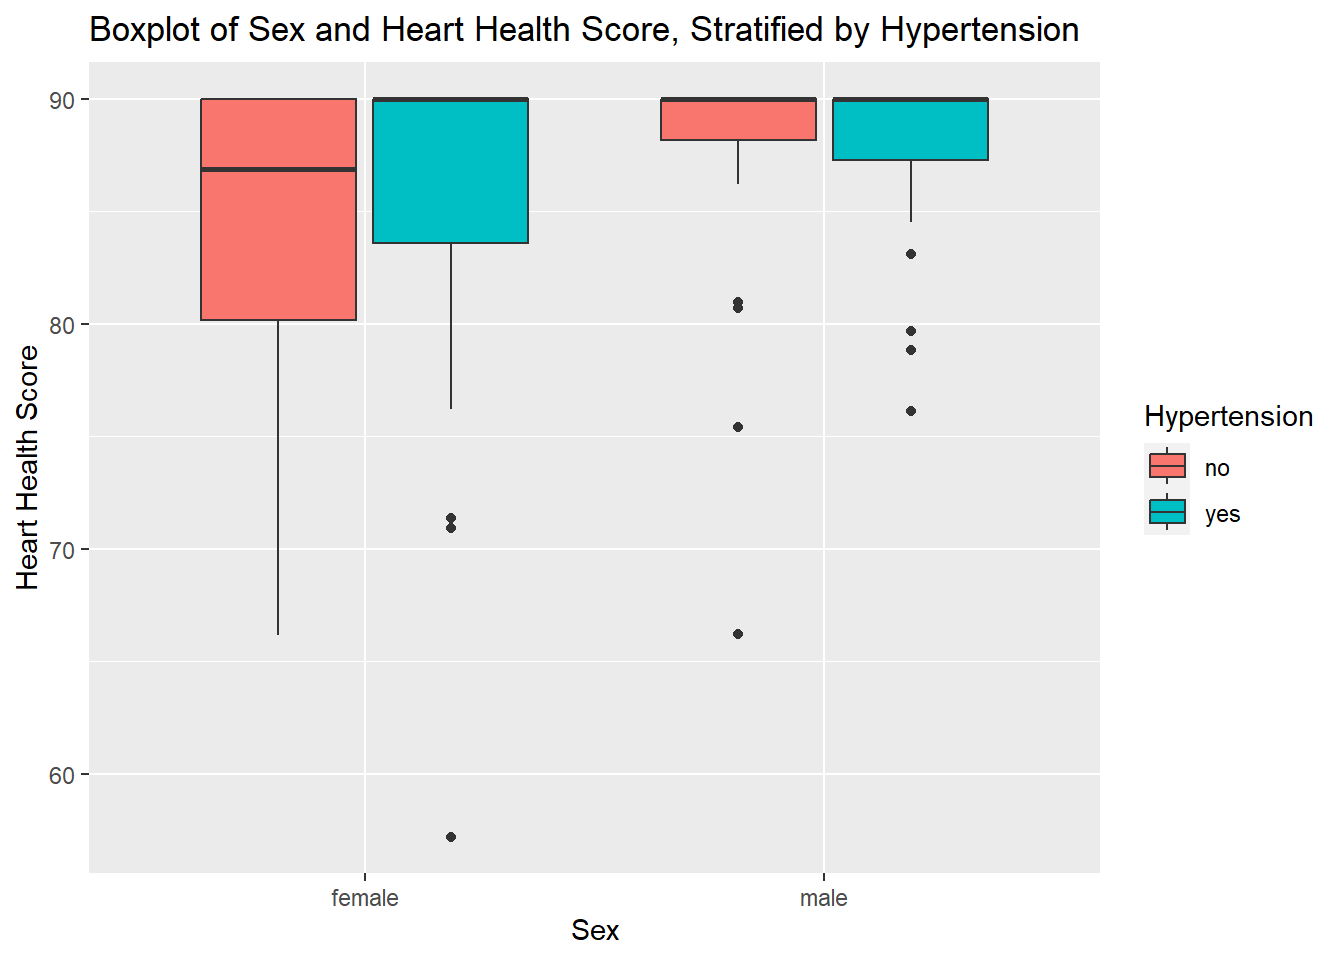 Boxplot of Sex and Heart Health Score, Stratified by Hypertension
90
80
70
60
Heart Health Score
female
male
Sex
Hypertension
no
yes